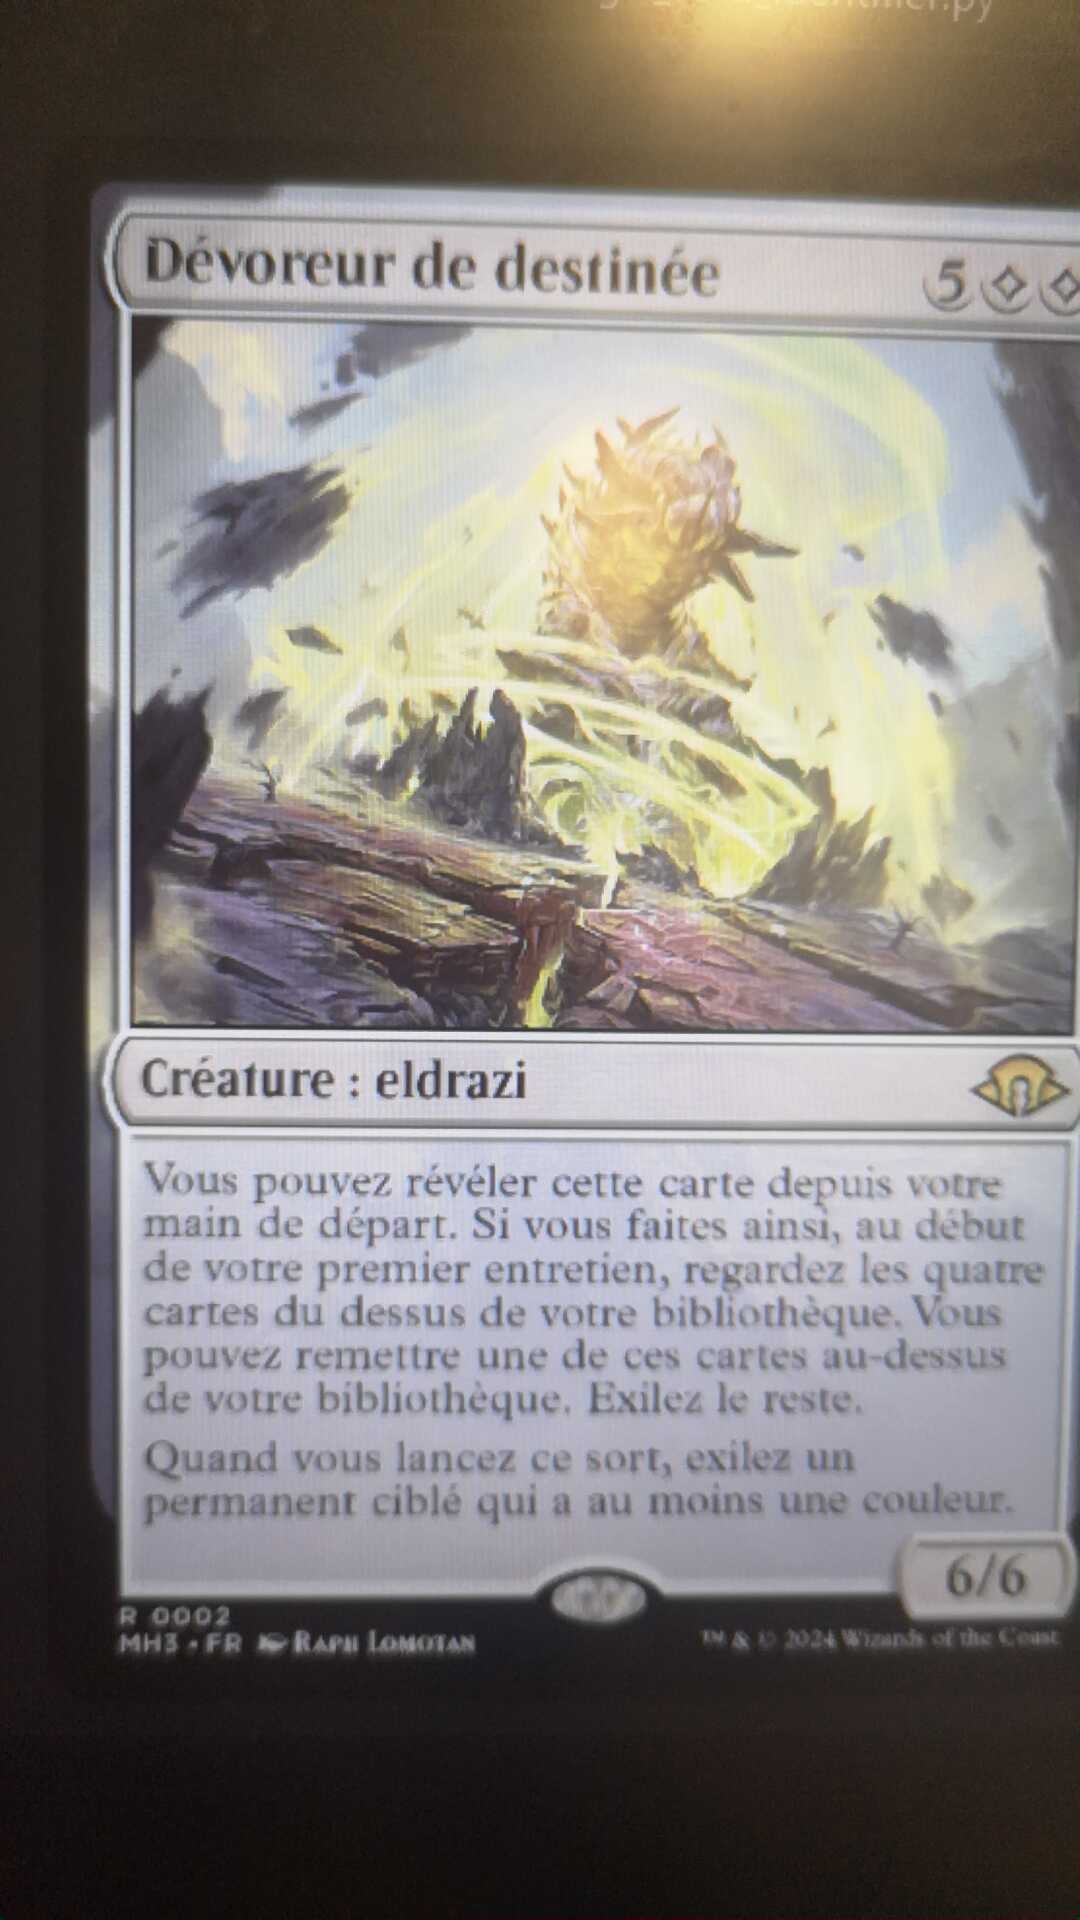 Dévoreur de destinée
5
Créature : eldrazi
Vous pouvez révéler cette carte depuis votre
main de départ. Si vous faites ainsi, au début
de votre premier entretien, regardez les quatre
cartes du dessus de votre bibliothèque. Vous
pouvez remettre une de ces cartes au-dessus
de votre bibliothèque. Exilez le reste.
Quand vous lancez ce sort, exilez un
permanent ciblé qui a au moins une couleur.
6/6
R 0002
MH3 • FR RAPH LOMOTAN
™ & © 2024 Wizards of the Coast